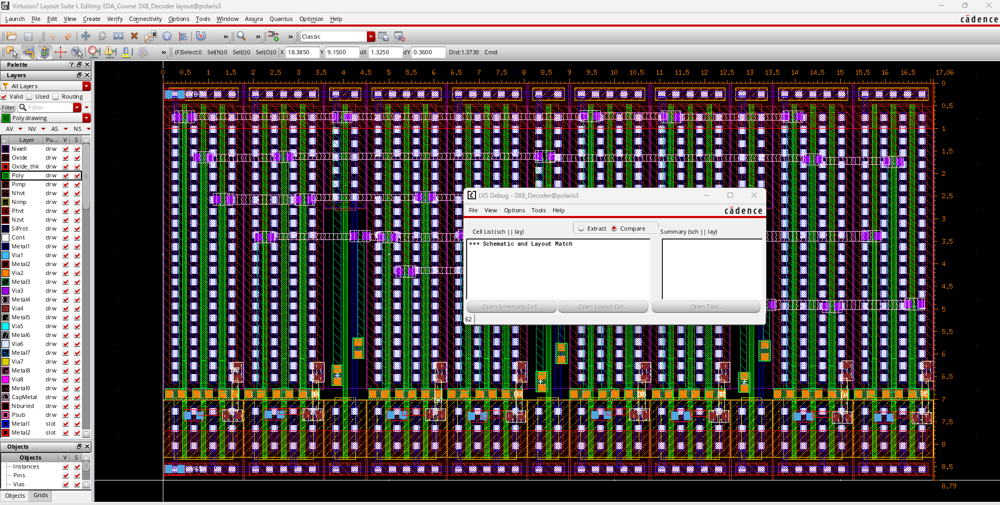 Virtuoso? Layout Suite L Editing: EDA_Course 3X8_Decoder layout@polaris3
Launch File Edit View Create Verify Connectivity Options Tools Window Assura Quantus Optimize Help
cādence
» » » Classic
» (F)Select:0 Sel(N):0 Sel(I):0 Sel(O):0 X 18.3850 Y 9.1500 dX 1.3250 dY 0.3600 Dist:1.3730 Cmd:
Palette
Layers
All Layers
Valid Used Routing
Filter Filter
Poly drawing
AV NV AS NS
Layer Pu... V S
Nwell drw
Oxide drw
Oxide_thk drw
Poly drw
Pimp drw
Nhvt drw
Nimp drw
Phvt drw
Nzvt drw
SiProt drw
Cont drw
Metal1 drw
Via1 drw
Metal2 drw
Via2 drw
Metal3 drw
Via3 drw
Metal4 drw
Via4 drw
Metal5 drw
Via5 drw
Metal6 drw
Via6 drw
Metal7 drw
Via7 drw
Metal8 drw
Via8 drw
Metal9 drw
CapMetal drw
Nburied drw
Psub drw
Metal1 slot
Metal2 slot
Objects
Objects V S
Instances
Pins
Vias
Objects Grids
0 0.5 1 1.5 2 2.5 3 3.5 4 4.5 5 5.5 6 6.5 7 7.5 8 8.5 9 9.5 10 10.5 11 11.5 12 12.5 13 13.5 14 14.5 15 15.5 16 16.5 17.06
0
0.5
1
1.5
2
2.5
3
3.5
4
4.5
5
5.5
6
6.5
7
7.5
8
8.5
8.79
LVS Debug - 3X8_Decoder@polaris3
File View Options Tools Help
cādence
Cell List (sch || lay) Extract Compare Summary (sch || lay)
*** Schematic and Layout Match
Open Schematic Cell... Open Layout Cell... Open Tool...
62